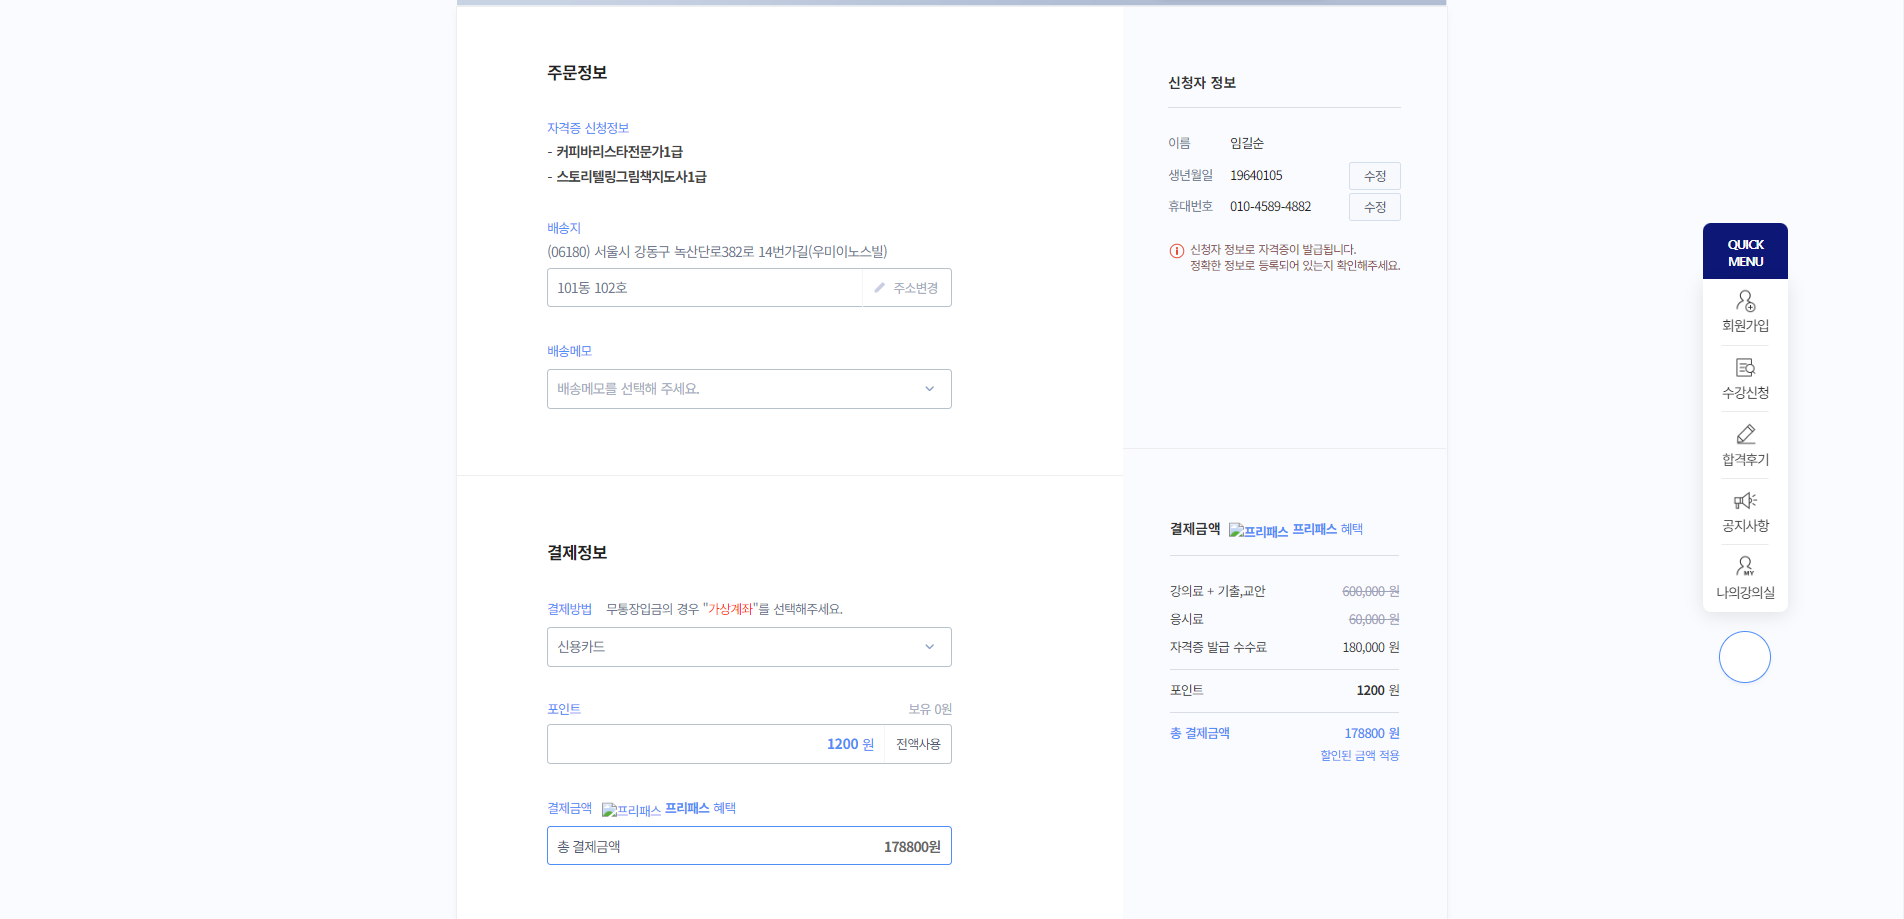 주문정보
자격증 신청정보
- 커피바리스타전문가1급
- 스토리텔링그림책지도사1급
배송지
(06180) 서울시 강동구 녹산단로382로 14번가길(우미이노스빌)
101동 102호 주소변경
배송메모
배송메모를 선택해 주세요.
결제정보
결제방법 무통장입금의 경우 "가상계좌"를 선택해주세요.
신용카드
포인트 보유 0원
1200 원 전액사용
결제금액 프리패스 프리패스 혜택
총 결제금액 178800원
신청자 정보
이름 임길순
생년월일 19640105 수정
휴대번호 010-4589-4882 수정
신청자 정보로 자격증이 발급됩니다.
정확한 정보로 등록되어 있는지 확인해주세요.
결제금액 프리패스 프리패스 혜택
강의료 + 기출,교안 600,000 원
응시료 60,000 원
자격증 발급 수수료 180,000 원
포인트 1200 원
총 결제금액 178800 원
할인된 금액 적용
QUICK
MENU
회원가입
수강신청
합격후기
공지사항
MY
나의강의실